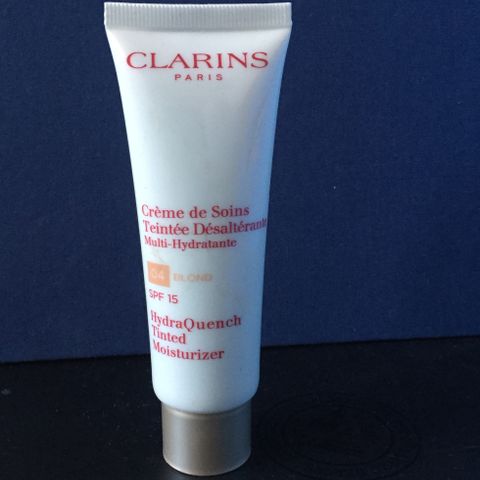 CLARINS
PARIS
Crème de Soins
Teintée Désaltérante
Multi-Hydratante
04 BLOND
SPF 15
HydraQuench
Tinted
Moisturizer